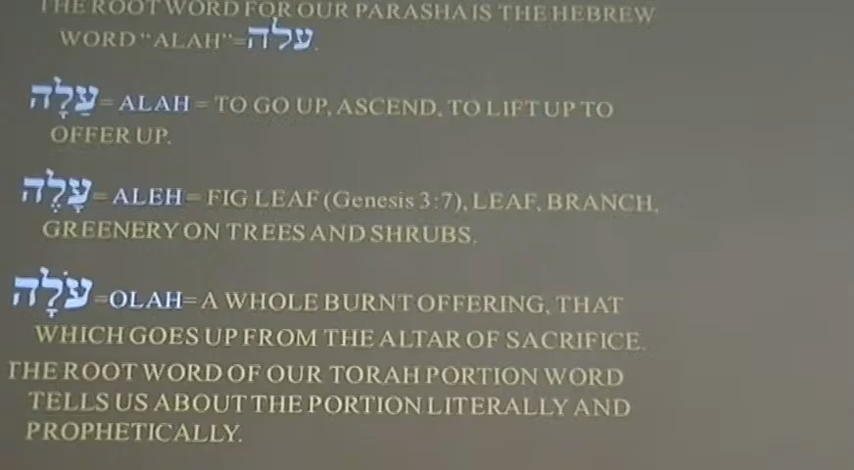 THE ROOT WORD FOR OUR PARASHA IS THE HEBREW
WORD "ALAH"=עלה.
עַלָה= ALAH = TO GO UP, ASCEND, TO LIFT UP TO
OFFER UP.
עָלֶה= ALEH= FIG LEAF (Genesis 3:7), LEAF, BRANCH,
GREENERY ON TREES AND SHRUBS.
עֹלָה=OLAH= A WHOLE BURNT OFFERING, THAT
WHICH GOES UP FROM THE ALTAR OF SACRIFICE.
THE ROOT WORD OF OUR TORAH PORTION WORD
TELLS US ABOUT THE PORTION LITERALLY AND
PROPHETICALLY.